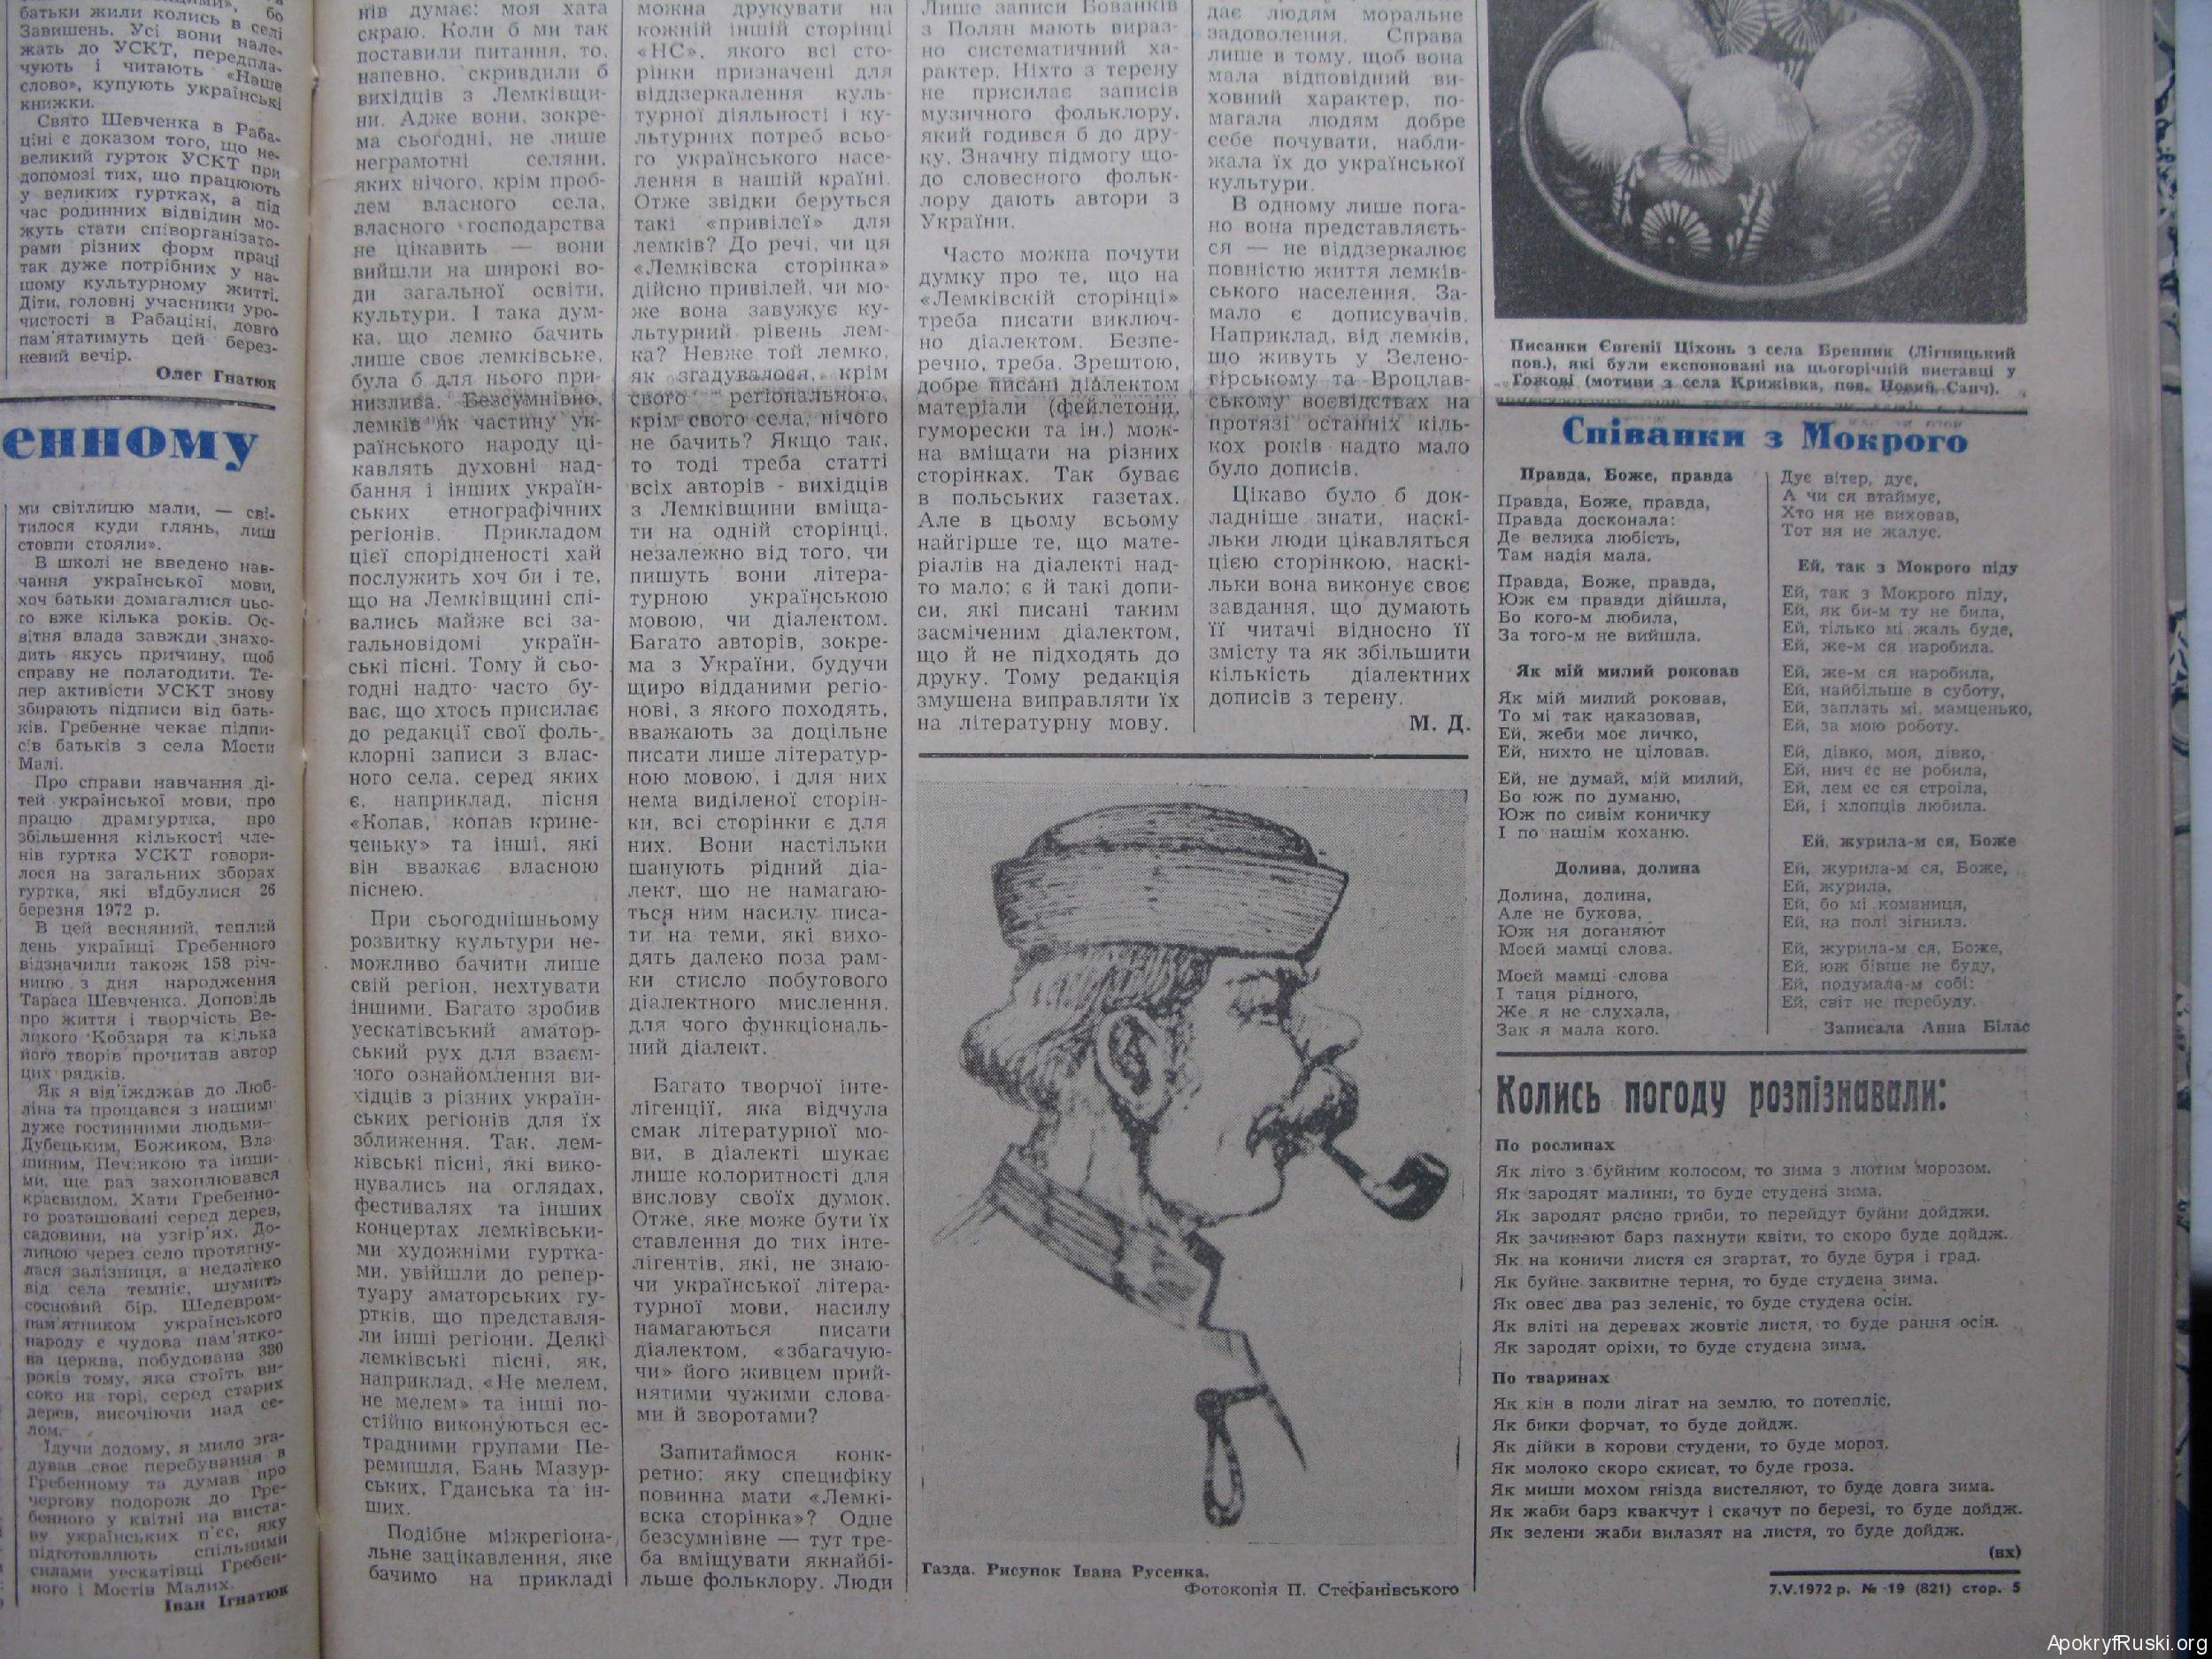 батьки жили колись в селі
Завишень. Усі вони нале-
жать до УСКТ, передпла-
чують і читають «Наше
слово», купують українські
книжки.
Свято Шевченка в Раба-
ціні є доказом того, що не-
великий гурток УСКТ при
допомозі тих, що працюють
у великих гуртках, а під
час родинних відвідин мо-
жуть стати співорганізато-
рами різних форм праці
так дуже потрібних у на-
шому культурному житті.
Діти, головні учасники уро-
чистості в Рабаціні, довго
пам'ятатимуть цей берез-
невий вечір.
Олег Гнатюк
енному
ми світлицю мали, — сві-
тилося куди глянь, лиш
стовпи стояли».
В школі не введено нав-
чання української мови,
хоч батьки домагалися цьо-
го вже кілька років. Ос-
вітня влада завжди знахо-
дить якусь причину, щоб
справу не полагодити. Те-
пер активісти УСКТ знову
збирають підписи від бать-
ків. Гребенне чекає підпи-
сів батьків з села Мости
Малі.
Про справи навчання ді-
тей української мови, про
працю драмгуртка, про
збільшення кількості чле-
нів гуртка УСКТ говори-
лося на загальних зборах
гуртка, які відбулися 26
березня 1972 р.
В цей весняний, теплий
день українці Гребенного
відзначили також 158 річ-
ницю з дня народження
Тараса Шевченка. Доповідь
про життя і творчість Ве-
ликого Кобзаря та кілька
його творів прочитав автор
цих рядків.
Як я від'їжджав до Люб-
ліна та прощався з нашими
дуже гостинними людьми—
Дубецьким, Божиком, Вла
шиним, Печінкою та інши-
ми, ще раз захоплювався
краєвидом. Хати Гребенно-
го розташовані серед дерев,
садовини, на узгір'ях. До-
линою через село протягну-
лася залізниця, а недалеко
від села темніє, шумить
сосновий бір. Шедевром-
пам'ятником українського
народу є чудова пам'ятко-
ва церква, побудована 380
років тому, яка стоїть ви-
соко на горі, серед старих
дерев, височіючи над се-
лом.
Їдучи додому, я мило зга-
дував своє перебування в
Гребенному та думав про
чергову подорож до Гре-
бенного у квітні на виста-
ву українських п'єс, яку
підготовляють спільними
силами ускатівці Гребен-
ного і Мостів Малих.
Іван Ігнатюк
нів думає: моя хата
скраю. Коли б ми так
поставили питання, то,
напевно, скривдили б
вихідців з Лемківщи-
ни. Адже вони, зокре-
ма сьогодні, не лише
неграмотні селяни,
яких нічого, крім проб-
лем власного села,
власного господарства
не цікавить — вони
вийшли на широкі во-
ди загальної освіти,
культури. І така дум-
ка, що лемко бачить
лише своє лемківське,
була б для нього при-
низлива. Безсумнівно,
лемків як частину ук-
раїнського народу ці-
кавлять духовні над-
бання і інших україн-
ських етнографічних
регіонів. Прикладом
цієї спорідненості хай
послужить хоч би і те,
що на Лемківщині спі-
вались майже всі за-
гальновідомі україн-
ські пісні. Тому й сьо-
годні надто часто бу-
ває, що хтось присилає
до редакції свої фоль-
клорні записи з влас-
ного села, серед яких
є, наприклад, пісня
«Копав, копав крине-
ченьку» та інші, які
він вважає власною
піснею.
При сьогоднішньому
розвитку культури не-
можливо бачити лише
свій регіон, нехтувати
іншими. Багато зробив
уескатівський аматор-
ський рух для взаєм-
ного ознайомлення ви-
хідців з різних україн-
ських регіонів для їх
зближення. Так, лем-
ківські пісні, які вико-
нувались на оглядах,
фестивалях та інших
концертах лемківськи-
ми художніми гуртка-
ми, увійшли до репер-
туару аматорських гу-
ртків, що представля-
ли інші регіони. Деякі
лемківські пісні, як,
наприклад, «Не мелем,
не мелем» та інші по-
стійно виконуються ес-
традними групами Пе-
ремишля, Бань Мазур-
ських, Гданська та ін-
ших.
Подібне міжрегіона-
льне зацікавлення, яке
бачимо на прикладі
можна друкувати на
кожній іншій сторінці
«НС», якого всі сто-
рінки призначені для
віддзеркалення куль-
турної діяльності і ку-
льтурних потреб всьо-
го українського насе-
лення в нашій країні.
Отже звідки беруться
такі «привілеї» для
лемків? До речі, чи ця
«Лемківска сторінка»
дійсно привілей, чи мо-
же вона завужує ку-
льтурний рівень лем-
ка? Невже той лемко,
як згадувалося, крім
свого регіонального,
крім свого села, нічого
не бачить? Якщо так,
то тоді треба статті
всіх авторів - вихідців
з Лемківщини вміща-
ти на одній сторінці,
незалежно від того, чи
пишуть вони літера-
турною українською
мовою, чи діалектом.
Багато авторів, зокре-
ма з України, будучи
щиро відданими регіо-
нові, з якого походять,
вважають за доцільне
писати лише літератур-
ною мовою, і для них
нема виділеної сторін-
ки, всі сторінки є для
них. Вони настільки
шанують рідний діа-
лект, що не намагаю-
ться ним насилу писа-
ти на теми, які вихо-
дять далеко поза рам-
ки стисло побутового
діалектного мислення,
для чого функціональ-
ний діалект.
Багато творчої інте-
лігенції, яка відчула
смак літературної мо-
ви, в діалекті шукає
лише колоритності для
вислову своїх думок.
Отже, яке може бути їх
ставлення до тих інте-
лігентів, які, не знаю-
чи української літера-
турної мови, насилу
намагаються писати
діалектом, «збагачую-
чи» його живцем прий-
нятими чужими слова-
ми й зворотами?
Запитаймося конк-
ретно: яку специфіку
повинна мати «Лемкі-
вска сторінка»? Одне
безсумнівне — тут тре-
ба вміщувати якнайбі-
льше фольклору. Люди
Лише записи Вованків
з Полян мають вираз-
но систематичний ха-
рактер. Ніхто з терену
не присилає записів
музичного фольклору,
який годився б до дру-
ку. Значну підмогу що-
до словесного фольк-
лору дають автори з
України.
Часто можна почути
думку про те, що на
«Лемківскій сторінці»
треба писати виключ-
но діалектом. Безпе-
речно, треба. Зрештою,
добре писані діалектом
матеріали (фейлетони,
гуморески та ін.) мож-
на вміщати на різних
сторінках. Так буває
в польських газетах.
Але в цьому всьому
найгірше те, що мате-
ріалів на діалекті над-
то мало; є й такі допи-
си, які писані таким
засміченим діалектом,
що й не підходять до
друку. Тому редакція
змушена виправляти їх
на літературну мову.
дає людям моральне
задоволення. Справа
лише в тому, щоб вона
мала відповідний ви-
ховний характер, по-
магала людям добре
себе почувати, набли-
жала їх до української
культури.
В одному лише пога-
но вона представляєть-
ся — не віддзеркалює
повністю життя лемків-
ського населення. За-
мало є дописувачів.
Наприклад, від лемків,
що живуть у Зелено-
гірському та Вроцлав-
ському воєвідствах на
протязі останніх кіль-
кох років надто мало
було дописів.
Цікаво було б док-
ладніше знати, наскі-
льки люди цікавляться
цією сторінкою, наскі-
льки вона виконує своє
завдання, що думають
її читачі відносно її
змісту та як збільшити
кількість діалектних
дописів з терену.
М. Д.
Газда. Рисунок Івана Русенка.
Фотокопія П. Стефанівського
Писанки Євгенії Ціхонь з села Бренник (Лігницький
пов.), які були експоновані на цьогорічній виставці у
Гожові (мотиви з села Крижівка, пов. Новий Санч).
Співанки з Мокрого
Правда, Боже, правда
Правда, Боже, правда,
Правда досконала:
Де велика любість,
Там надія мала.
Правда, Боже, правда,
Юж єм правди дійшла,
Бо кого-м любила,
За того-м не вийшла.
Як мій милий роковав
Як мій милий роковав,
То мі так наказовав,
Ей, жеби моє личко,
Ей, нихто не ціловав.
Ей, не думай, мій милий,
Бо юж по думаню,
Юж по сивім коничку
І по нашім коханю.
Долина, долина
Долина, долина,
Але не букова,
Юж ня доганяют
Моєй мамці слова.
Моєй мамці слова
І таця рідного,
Же я не слухала,
Зак я мала кого.
Дує вітер, дує,
А чи ся втаймує,
Хто ня не виховав,
Тот ня не жалує.
Ей, так з Мокрого піду
Ей, так з Мокрого піду,
Ей, як би-м ту не била,
Ей, тілько мі жаль буде,
Ей, же-м ся наробила.
Ей, же-м ся наробила,
Ей, найбільше в суботу,
Ей, заплать мі, мамценько,
Ей, за мою роботу.
Ей, дівко, моя, дівко,
Ей, нич єс не робила,
Ей, лем єс ся строїла,
Ей, і хлопців любила.
Ей, журила-м ся, Боже
Ей, журила-м ся, Боже,
Ей, журила,
Ей, бо мі команиця,
Ей, на полі зігнила.
Ей, журила-м ся, Боже,
Ей, юж бівше не буду,
Ей, подумала-м собі:
Ей, світ не перебуду.
Записала Анна Білас
Колись погоду розпізнавали:
По рослинах
Як літо з буйним колосом, то зима з лютим морозом.
Як зародят малини, то буде студена зима.
Як зародят рясно гриби, то перейдут буйни дойджи.
Як зачинают барз пахнути квіти, то скоро буде дойдж.
Як на коничи листя ся згартат, то буде буря і град.
Як буйне заквитне терня, то буде студена зима.
Як овес два раз зеленіє, то буде студена осін.
Як вліті на деревах жовтіє листя, то буде рання осін.
Як зародят оріхи, то буде студена зима.
По тваринах
Як кін в поли лігат на землю, то потепліє.
Як бики форчат, то буде дойдж.
Як дійки в корови студени, то буде мороз.
Як молоко скоро скисат, то буде гроза.
Як миши мохом гнізда вистеляют, то буде довга зима.
Як жаби барз квакчут і скачут по березі, то буде дойдж.
Як зелени жаби вилазят на листя, то буде дойдж.
(вх)
7.V.1972 р. № 19 (821) стор. 5
ApokryfRuski.org